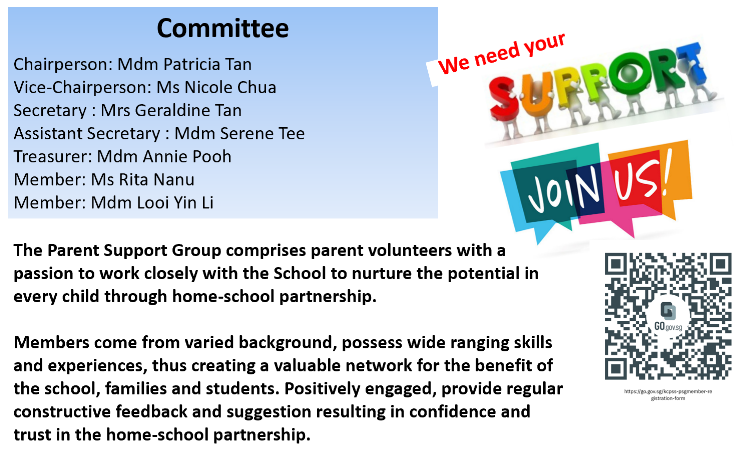 Committee
Chairperson: Mdm Patricia Tan
Vice-Chairperson: Ms Nicole Chua
Secretary : Mrs Geraldine Tan
Assistant Secretary : Mdm Serene Tee
Treasurer: Mdm Annie Pooh
Member: Ms Rita Nanu
Member: Mdm Looi Yin Li
We need your
SUPPORT
JOIN US!
The Parent Support Group comprises parent volunteers with a
passion to work closely with the School to nurture the potential in
every child through home-school partnership.
Members come from varied background, possess wide ranging skills
and experiences, thus creating a valuable network for the benefit of
the school, families and students. Positively engaged, provide regular
constructive feedback and suggestion resulting in confidence and
trust in the home-school partnership.
GO.gov.sg
https://go.gov.sg/kcpss-psgmember-re
gistration-form